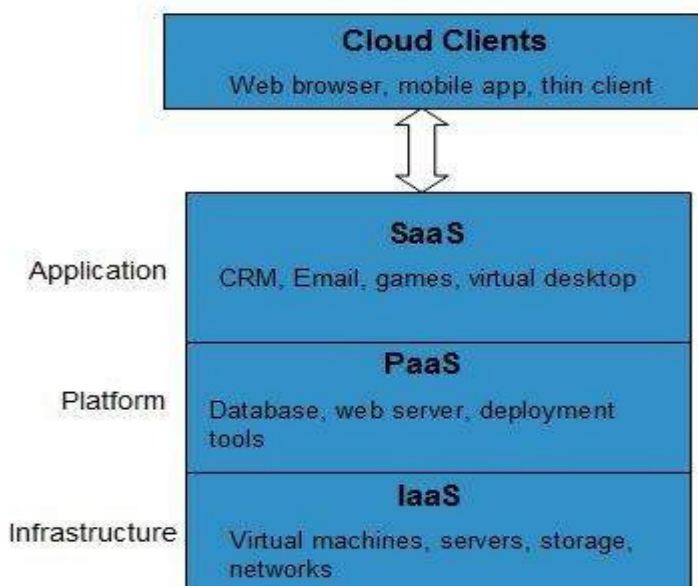 Cloud Clients
Web browser, mobile app, thin client
SaaS
Application
CRM, Email, games, virtual desktop
PaaS
Platform
Database, web server, deployment
tools
IaaS
Infrastructure
Virtual machines, servers, storage,
networks